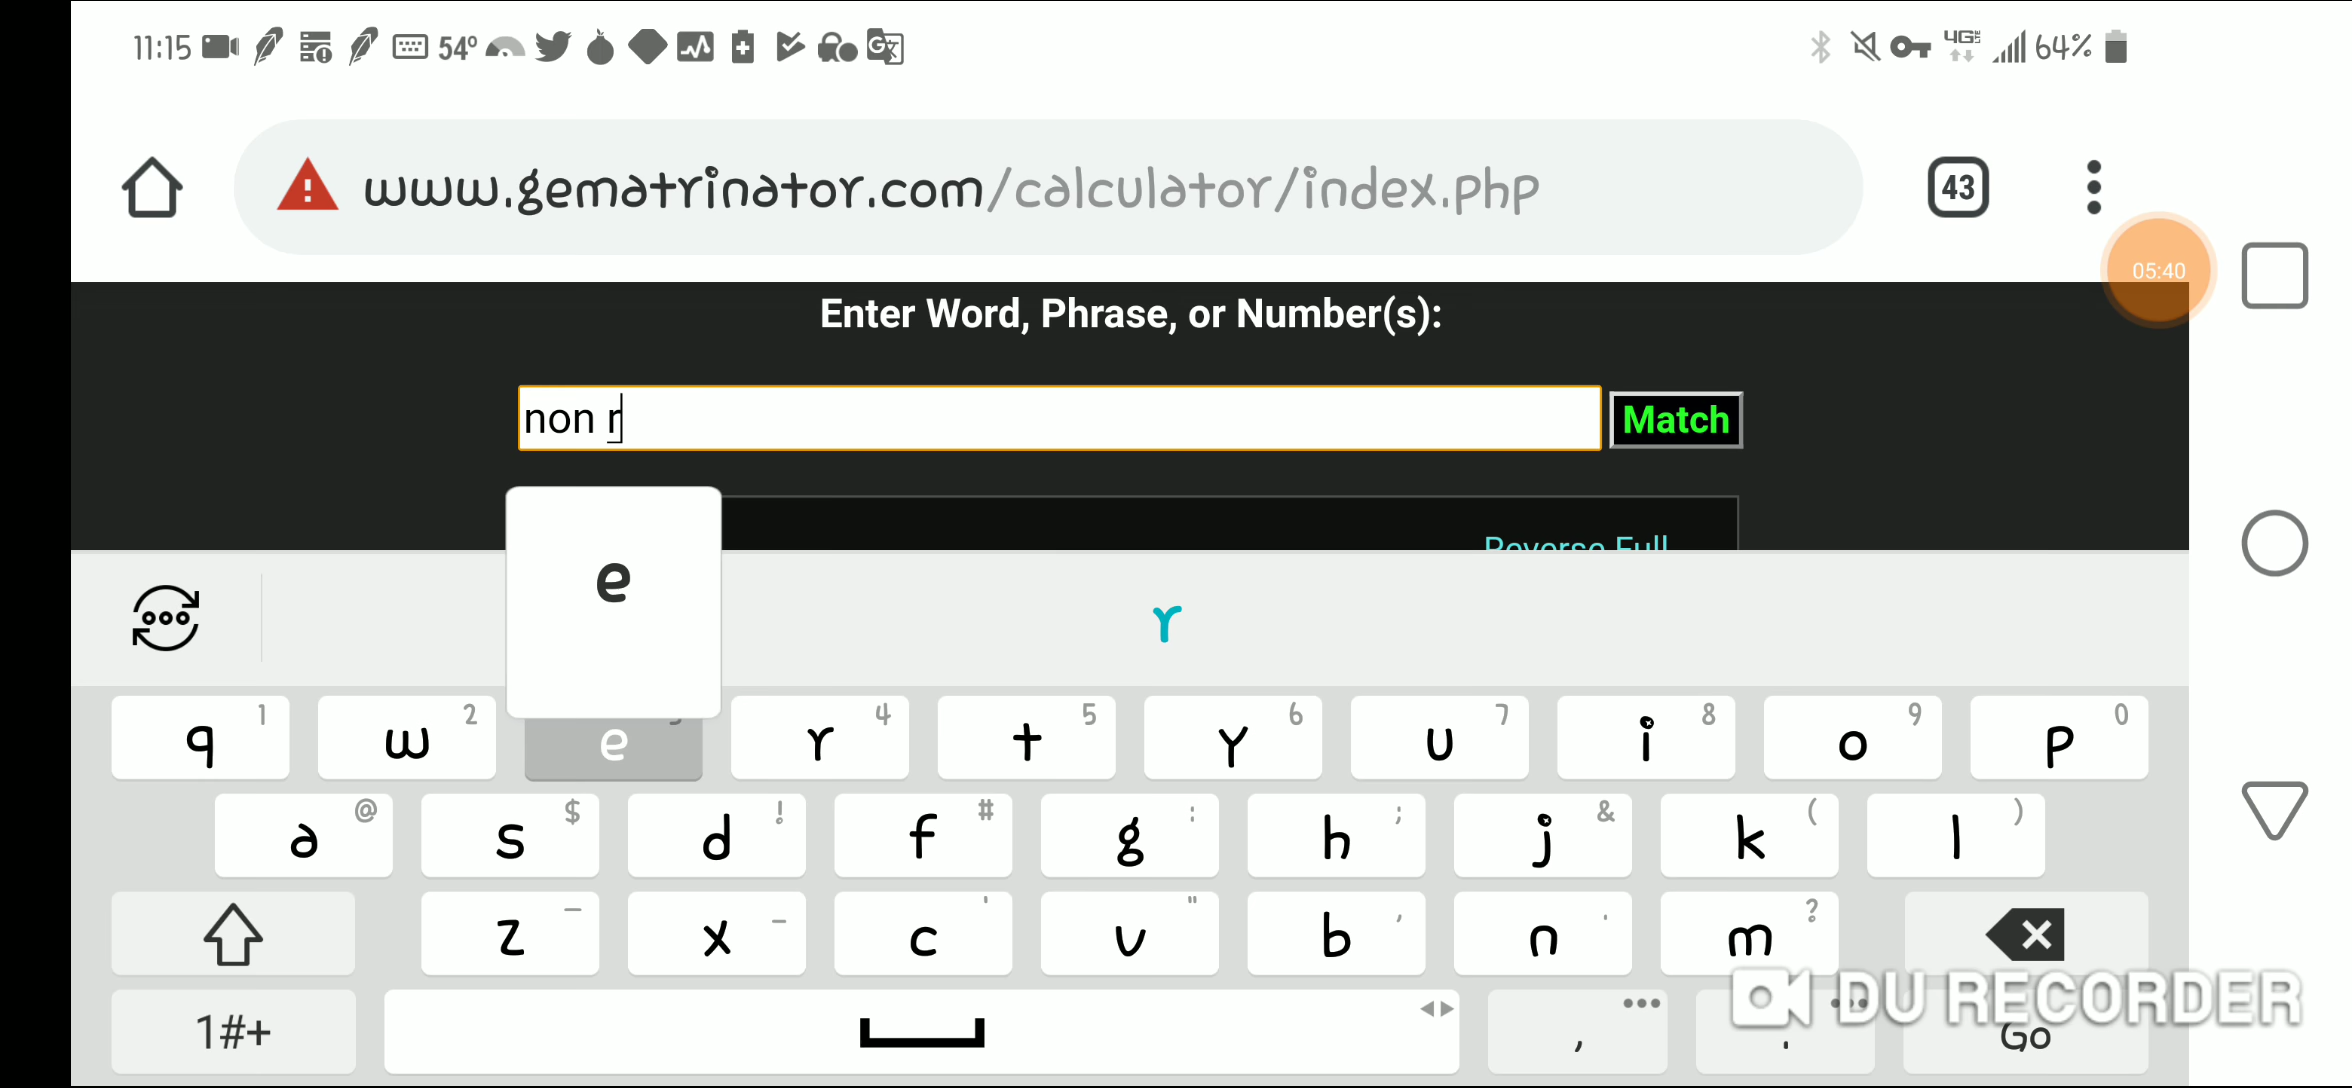 11:15 54° 4GE 64%
www.gematrinator.com/calculator/index.php 43
05:40
Enter Word, Phrase, or Number(s):
non r Match
Reverse Full
e
r
q 1 w 2 e r 4 t 5 y 6 u 7 i 8 o 9 p 0
a @ s $ d ! f # g : h ; j & k ( l )
z – x - c ' v " b , n . m ?
1#+ , . Go
DU RECORDER